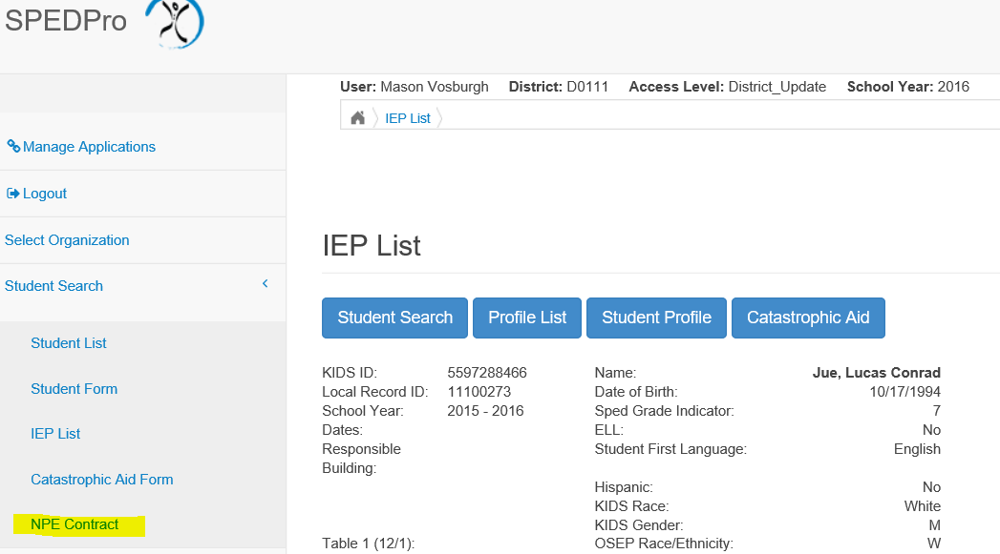 SPEDPro
User: Mason Vosburgh District: D0111 Access Level: District_Update School Year: 2016
IEP List
Manage Applications
Logout
Select Organization
Student Search
Student List
Student Form
IEP List
Catastrophic Aid Form
NPE Contract
IEP List
Student Search Profile List Student Profile Catastrophic Aid
KIDS ID: 5597288466 Name: Jue, Lucas Conrad
Local Record ID: 11100273 Date of Birth: 10/17/1994
School Year: 2015 - 2016 Sped Grade Indicator: 7
Dates: ELL: No
Responsible Student First Language: English
Building:
Hispanic: No
KIDS Race: White
KIDS Gender: M
Table 1 (12/1): OSEP Race/Ethnicity: W